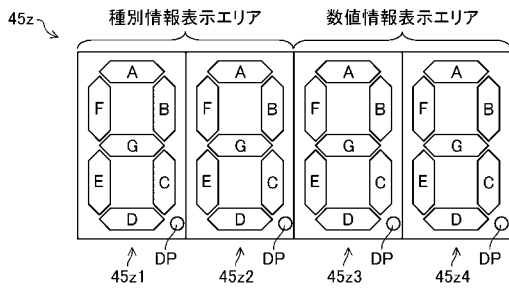 45z 種別情報表示エリア 数値情報表示エリア
A A A A
F B F B F B F B
G G G G
E C E C E C E C
D D D D
DP DP DP DP
45z1 45z2 45z3 45z4